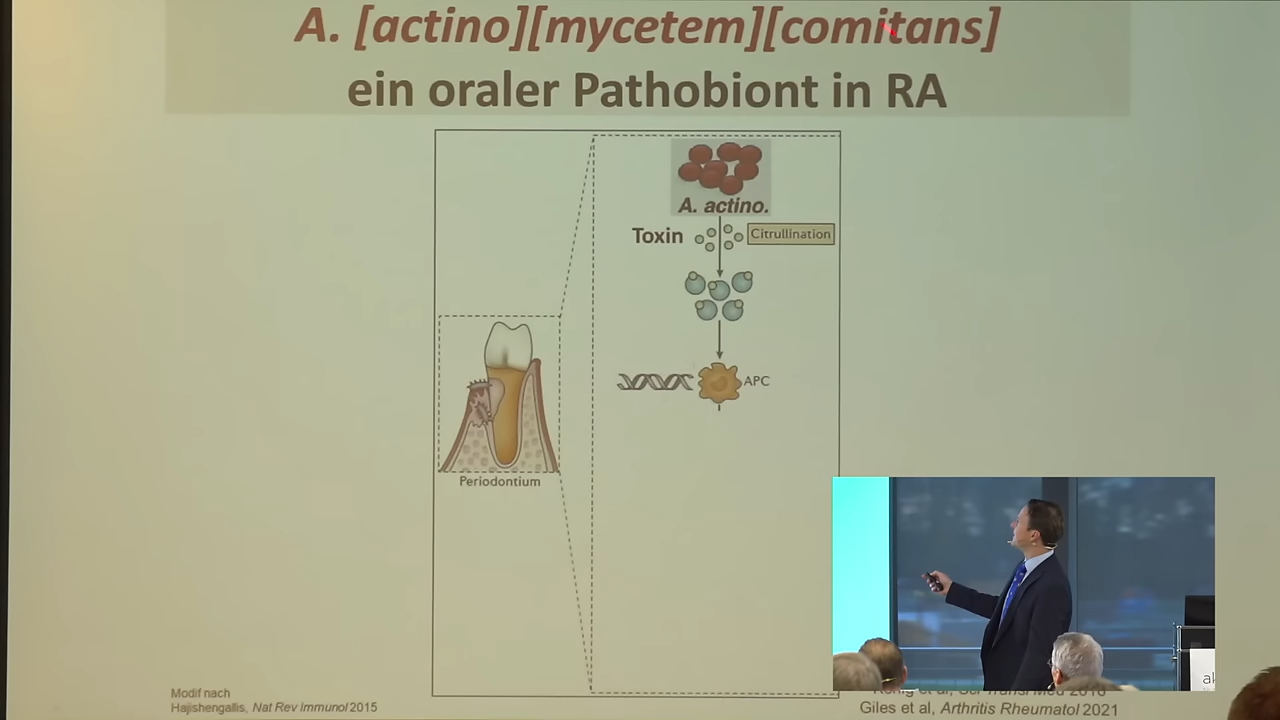 A. [actino][mycetem][comitans]
ein oraler Pathobiont in RA
A. actino.
Toxin
Citrullination
APC
Periodontium
Modif nach
Hajishengallis, Nat Rev Immunol 2015
Giles et al, Arthritis Rheumatol 2021